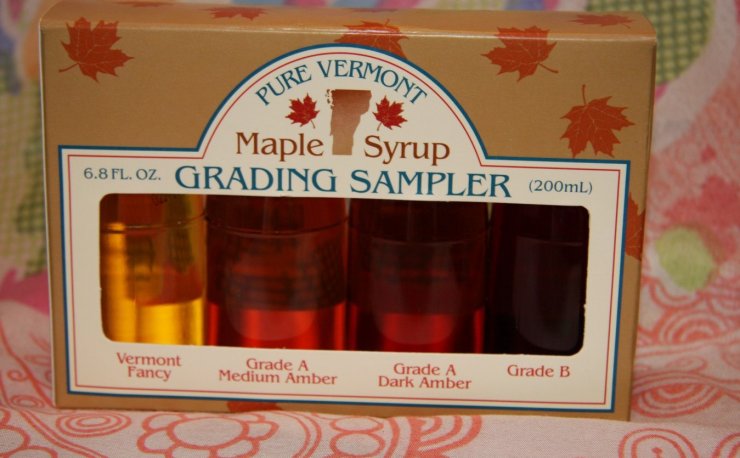 PURE VERMONT
Maple Syrup
6.8 FL. OZ. GRADING SAMPLER (200mL)
Vermont
Fancy
Grade A
Medium Amber
Grade A
Dark Amber
Grade B